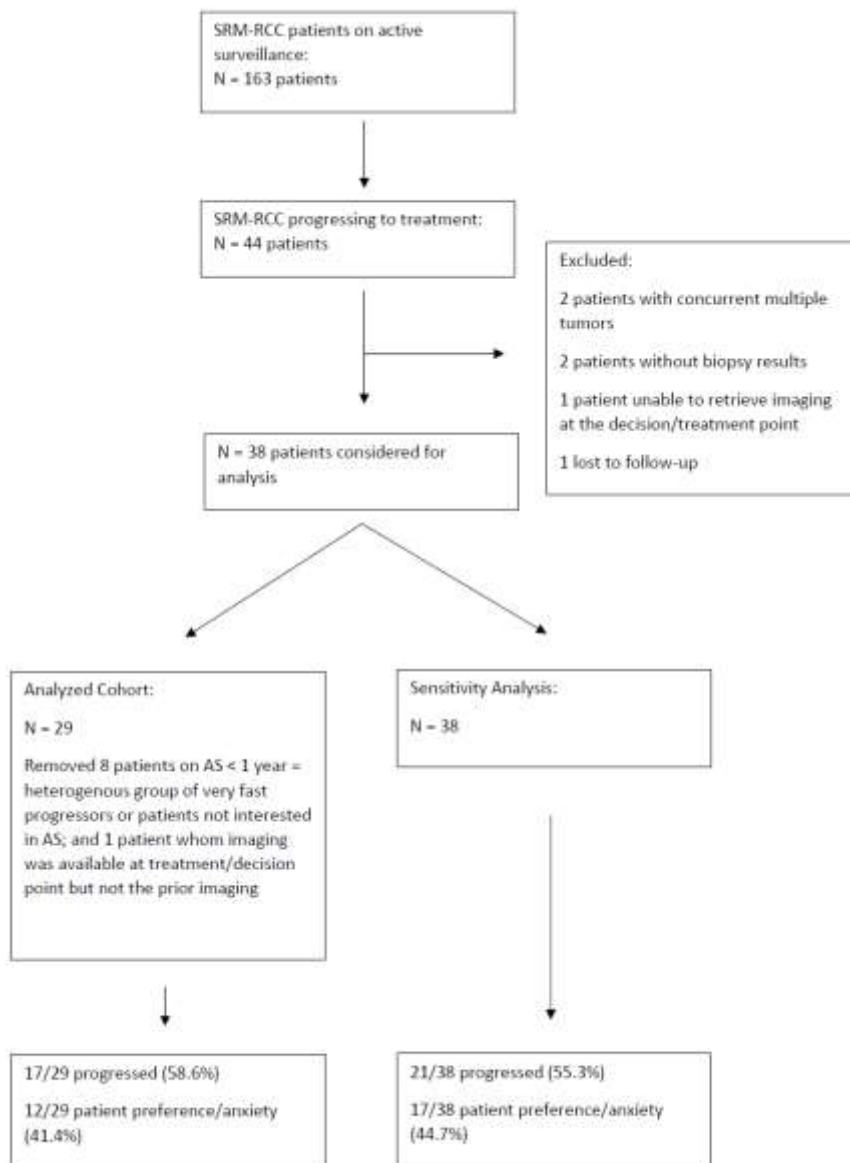 SRM-RCC patients on active
surveillance:
N = 163 patients
SRM-RCC progressing to treatment:
N = 44 patients
Excluded:
2 patients with concurrent multiple
tumors
2 patients without biopsy results
1 patient unable to retrieve imaging
at the decision/treatment point
1 lost to follow-up
N = 38 patients considered for
analysis
Analyzed Cohort:
N = 29
Removed 8 patients on AS < 1 year =
heterogenous group of very fast
progressors or patients not interested
in AS; and 1 patient whom imaging
was available at treatment/decision
point but not the prior imaging
Sensitivity Analysis:
N = 38
17/29 progressed (58.6%)
12/29 patient preference/anxiety
(41.4%)
21/38 progressed (55.3%)
17/38 patient preference/anxiety
(44.7%)